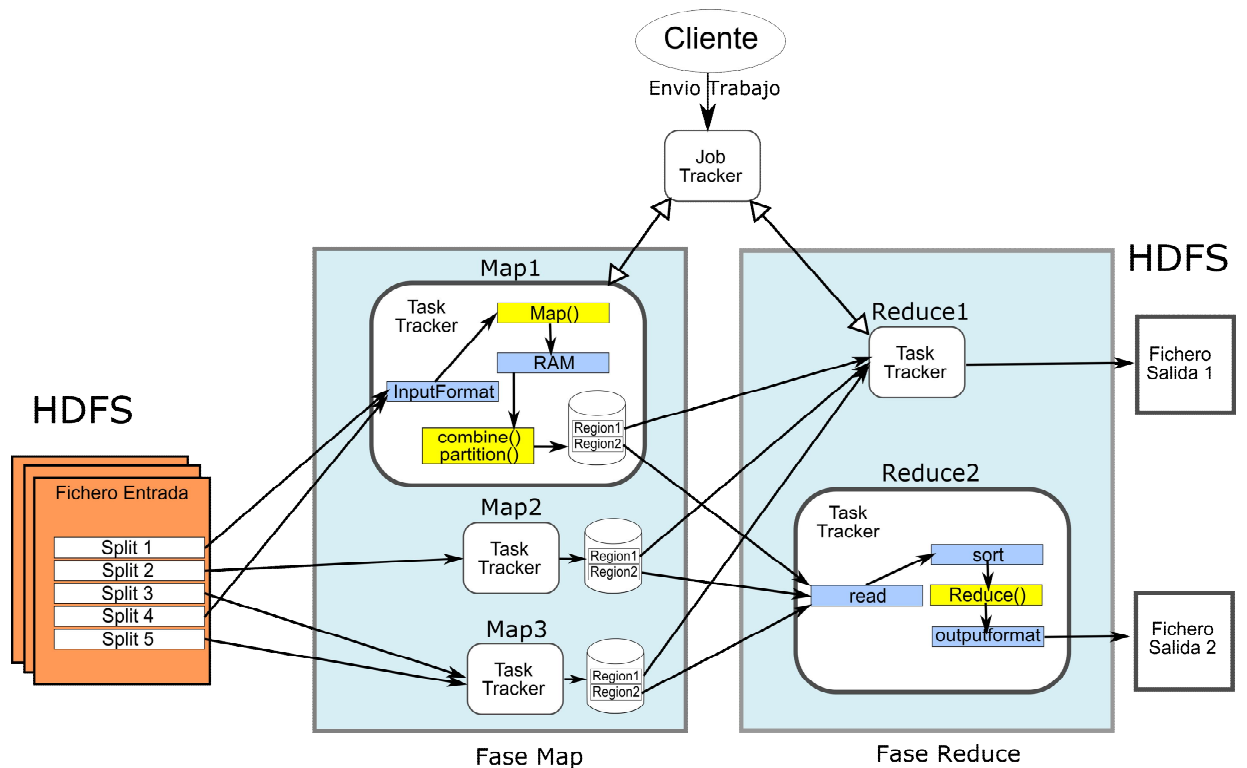 Cliente
Envio Trabajo
Job
Tracker
HDFS
Fichero Entrada
Split 1
Split 2
Split 3
Split 4
Split 5
Map1
Task
Tracker
Map()
RAM
InputFormat
combine()
partition()
Region1
Region2
Map2
Task
Tracker
Region1
Region2
Map3
Task
Tracker
Region1
Region2
Fase Map
Reduce1
Task
Tracker
Reduce2
Task
Tracker
sort
read
Reduce()
outputformat
Fase Reduce
HDFS
Fichero
Salida 1
Fichero
Salida 2